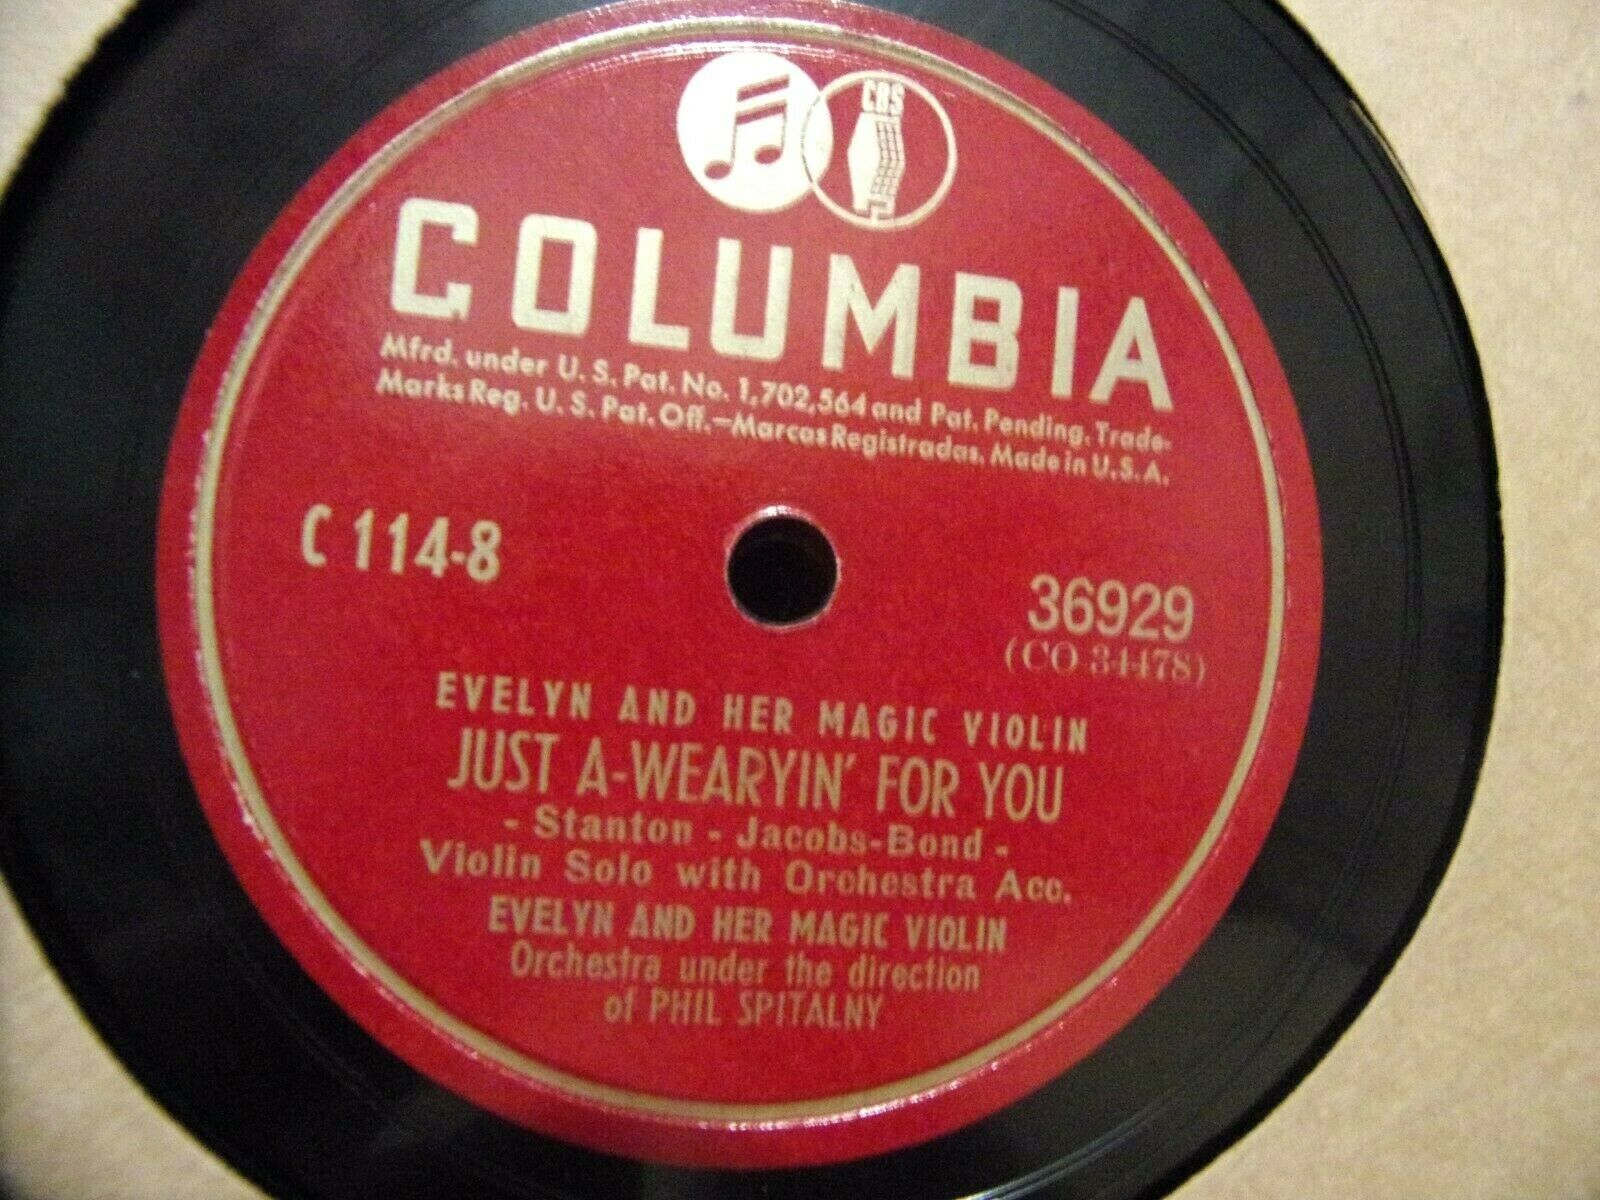 CBS
COLUMBIA
Mfrd. under U. S. Pat. No. 1,702,564 and Pat. Pending. Trade-
Marks Reg. U. S. Pat. Off.—Marcas Registradas. Made in U. S. A.
C 114-8
36929
(CO 34478)
EVELYN AND HER MAGIC VIOLIN
JUST A-WEARYIN' FOR YOU
- Stanton - Jacobs-Bond -
Violin Solo with Orchestra Acc.
EVELYN AND HER MAGIC VIOLIN
Orchestra under the direction
of PHIL SPITALNY